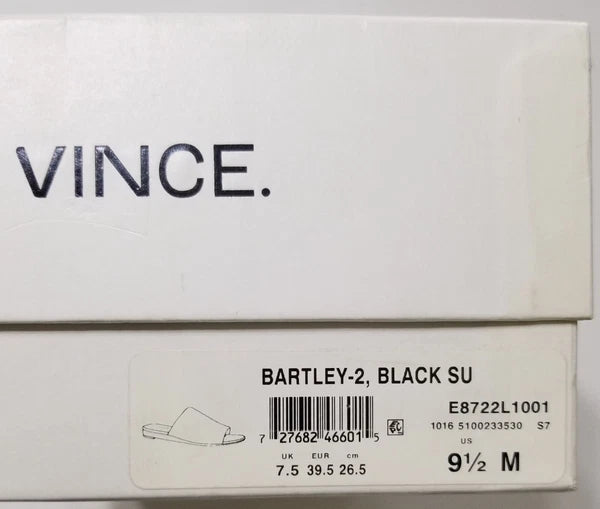 VINCE.
BARTLEY-2, BLACK SU
E8722L1001
7 27682 46601 5
1016 5100233530 S7
UK EUR cm US
7.5 39.5 26.5 9½ M